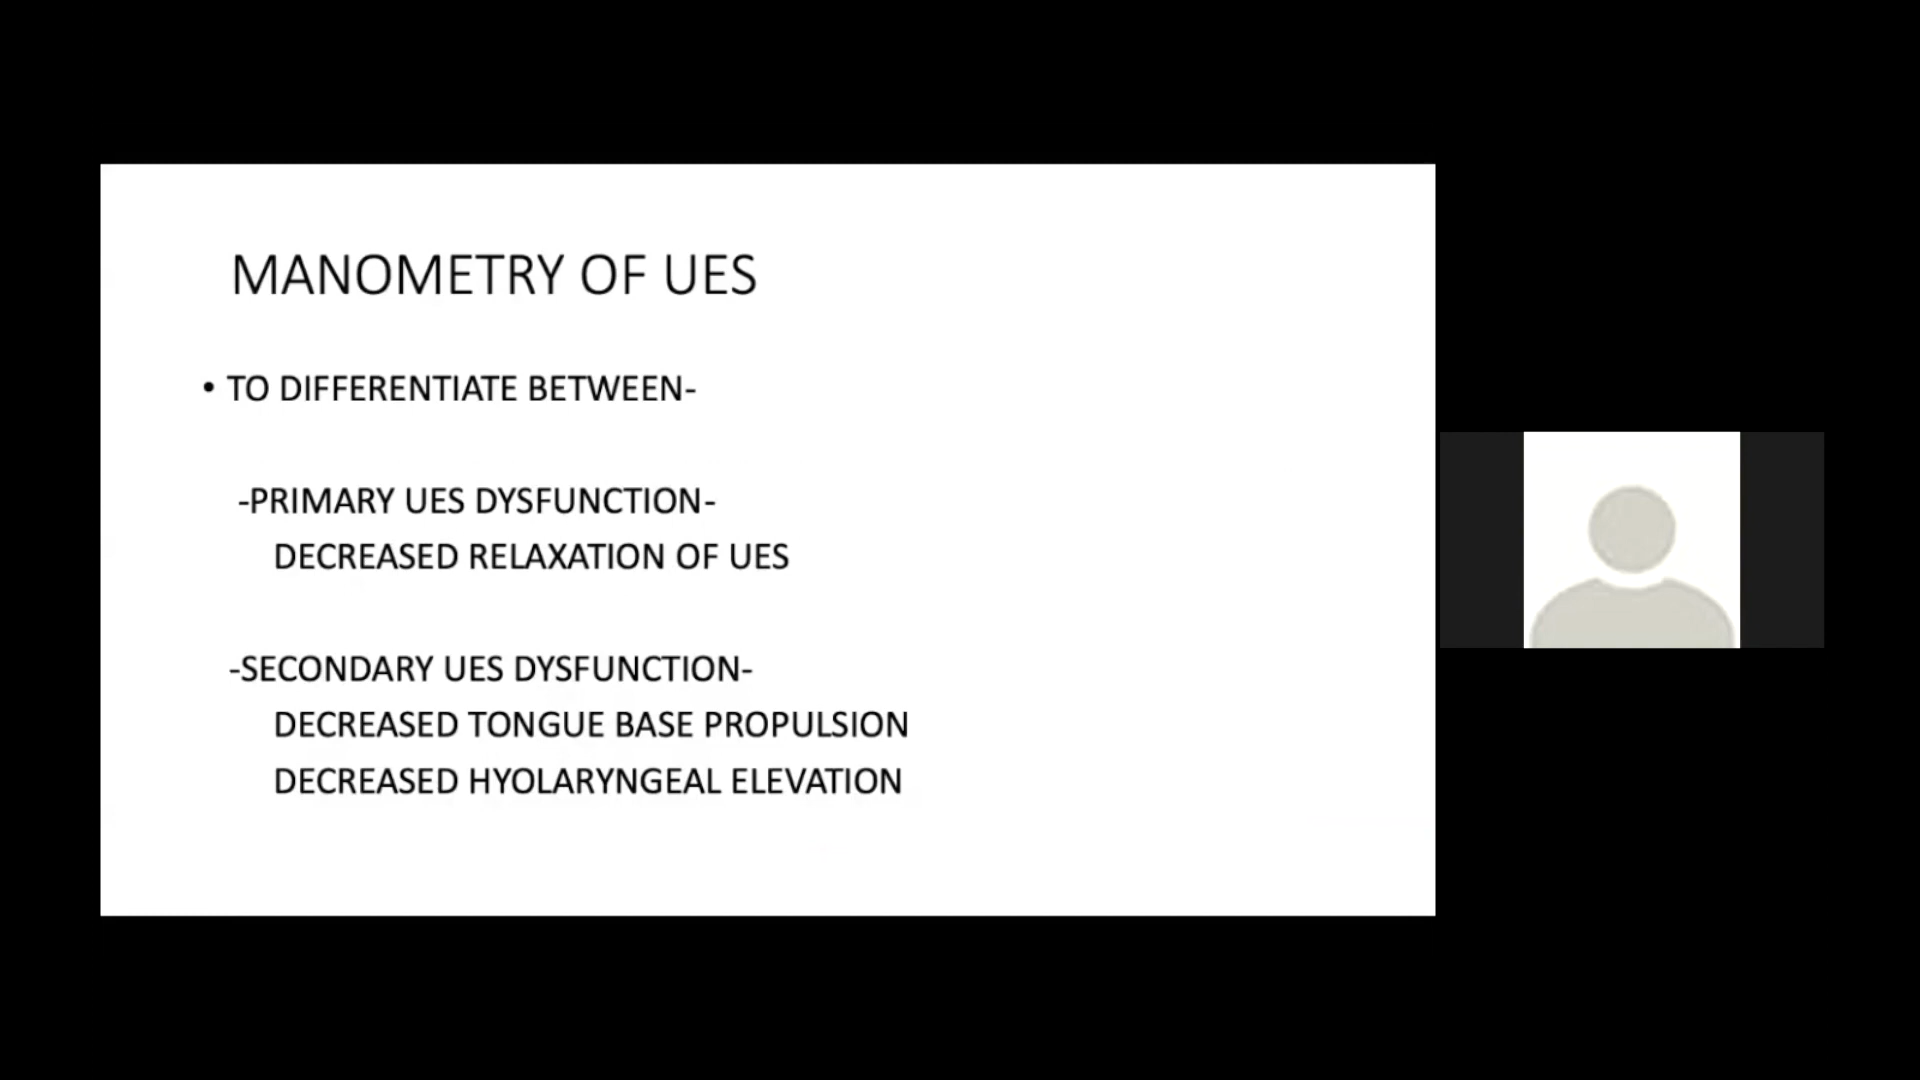 MANOMETRY OF UES
• TO DIFFERENTIATE BETWEEN-
-PRIMARY UES DYSFUNCTION-
DECREASED RELAXATION OF UES
-SECONDARY UES DYSFUNCTION-
DECREASED TONGUE BASE PROPULSION
DECREASED HYOLARYNGEAL ELEVATION